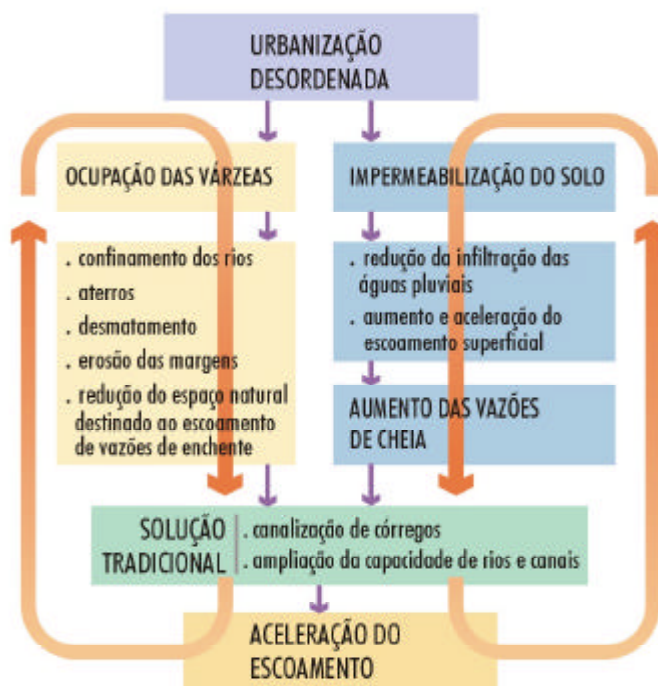 URBANIZAÇÃO
DESORDENADA
OCUPAÇÃO DAS VÁRZEAS
. confinamento dos rios
. aterros
. desmatamento
. erosão das margens
. redução do espaço natural
destinado ao escoamento
de vazões de enchente
IMPERMEABILIZAÇÃO DO SOLO
. redução da infiltração das
águas pluviais
. aumento e aceleração do
escoamento superficial
AUMENTO DAS VAZÕES
DE CHEIA
SOLUÇÃO
TRADICIONAL
. canalização de córregos
. ampliação da capacidade de rios e canais
ACELERAÇÃO DO
ESCOAMENTO